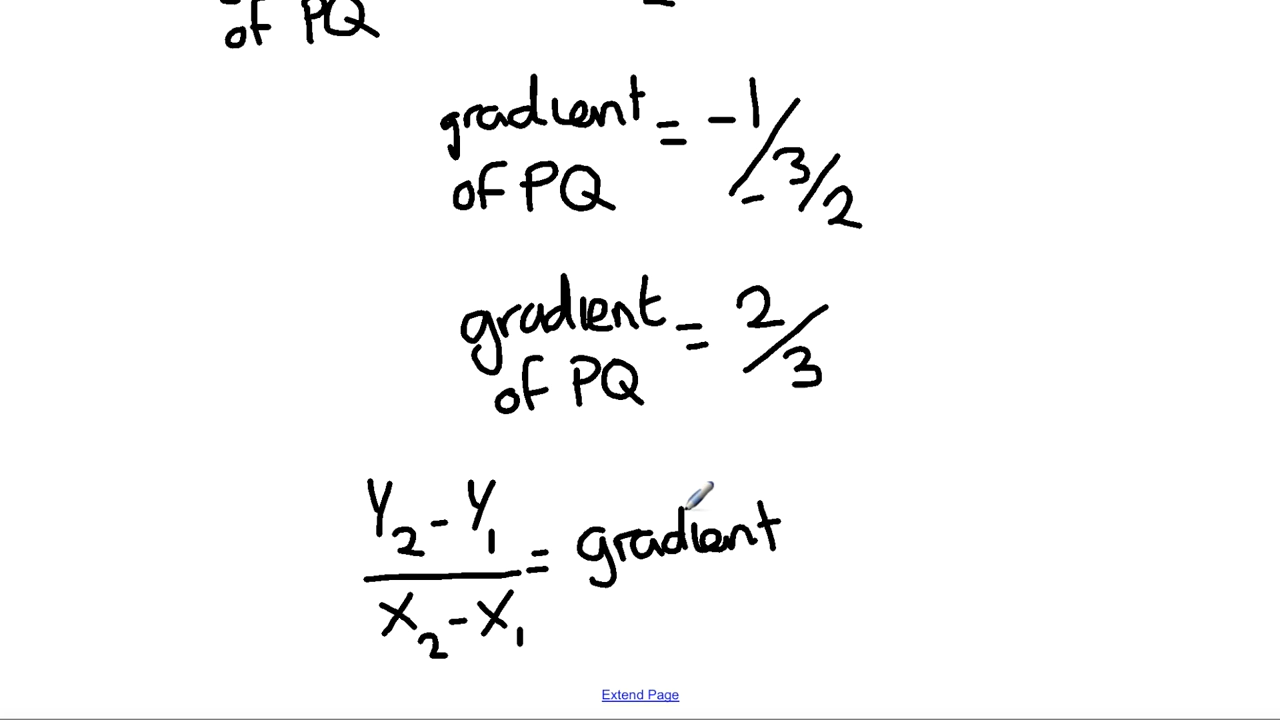 of PQ
gradient = -1/-3/2
of PQ
gradient = 2/3
of PQ
Y2 - Y1
= gradient
X2 - X1
Extend Page